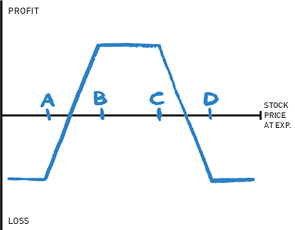 PROFIT
A B C D
STOCK
PRICE
AT EXP.
LOSS